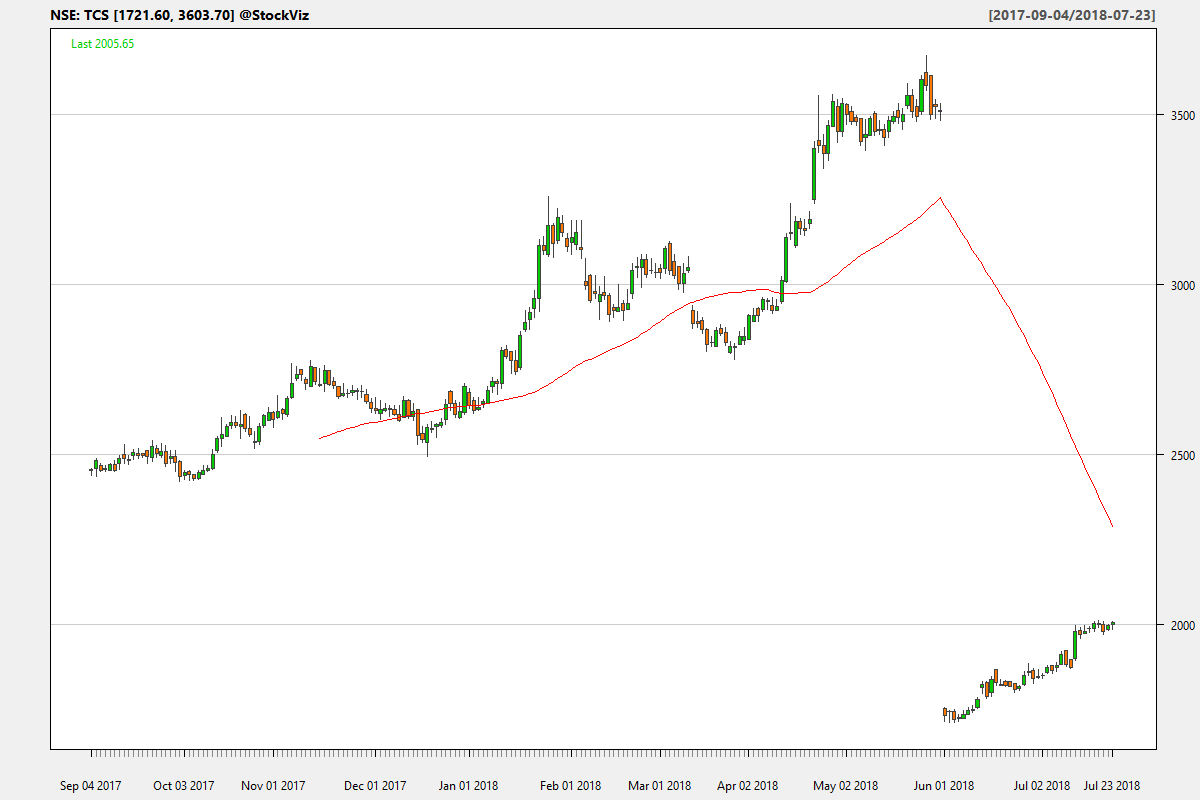 NSE: TCS [1721.60, 3603.70] @StockViz [2017-09-04/2018-07-23]
Last 2005.65
3500
3000
2500
2000
Sep 04 2017 Oct 03 2017 Nov 01 2017 Dec 01 2017 Jan 01 2018 Feb 01 2018 Mar 01 2018 Apr 02 2018 May 02 2018 Jun 01 2018 Jul 02 2018 Jul 23 2018